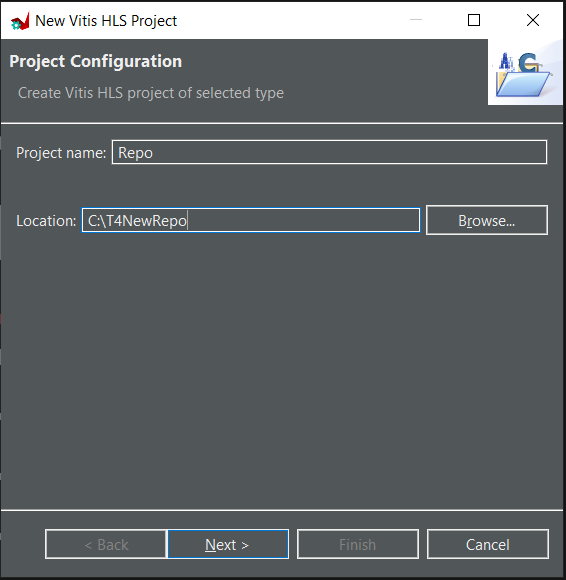 New Vitis HLS Project
Project Configuration
Create Vitis HLS project of selected type
Project name: Repo
Location: C:\T4NewRepo Browse...
< Back Next > Finish Cancel